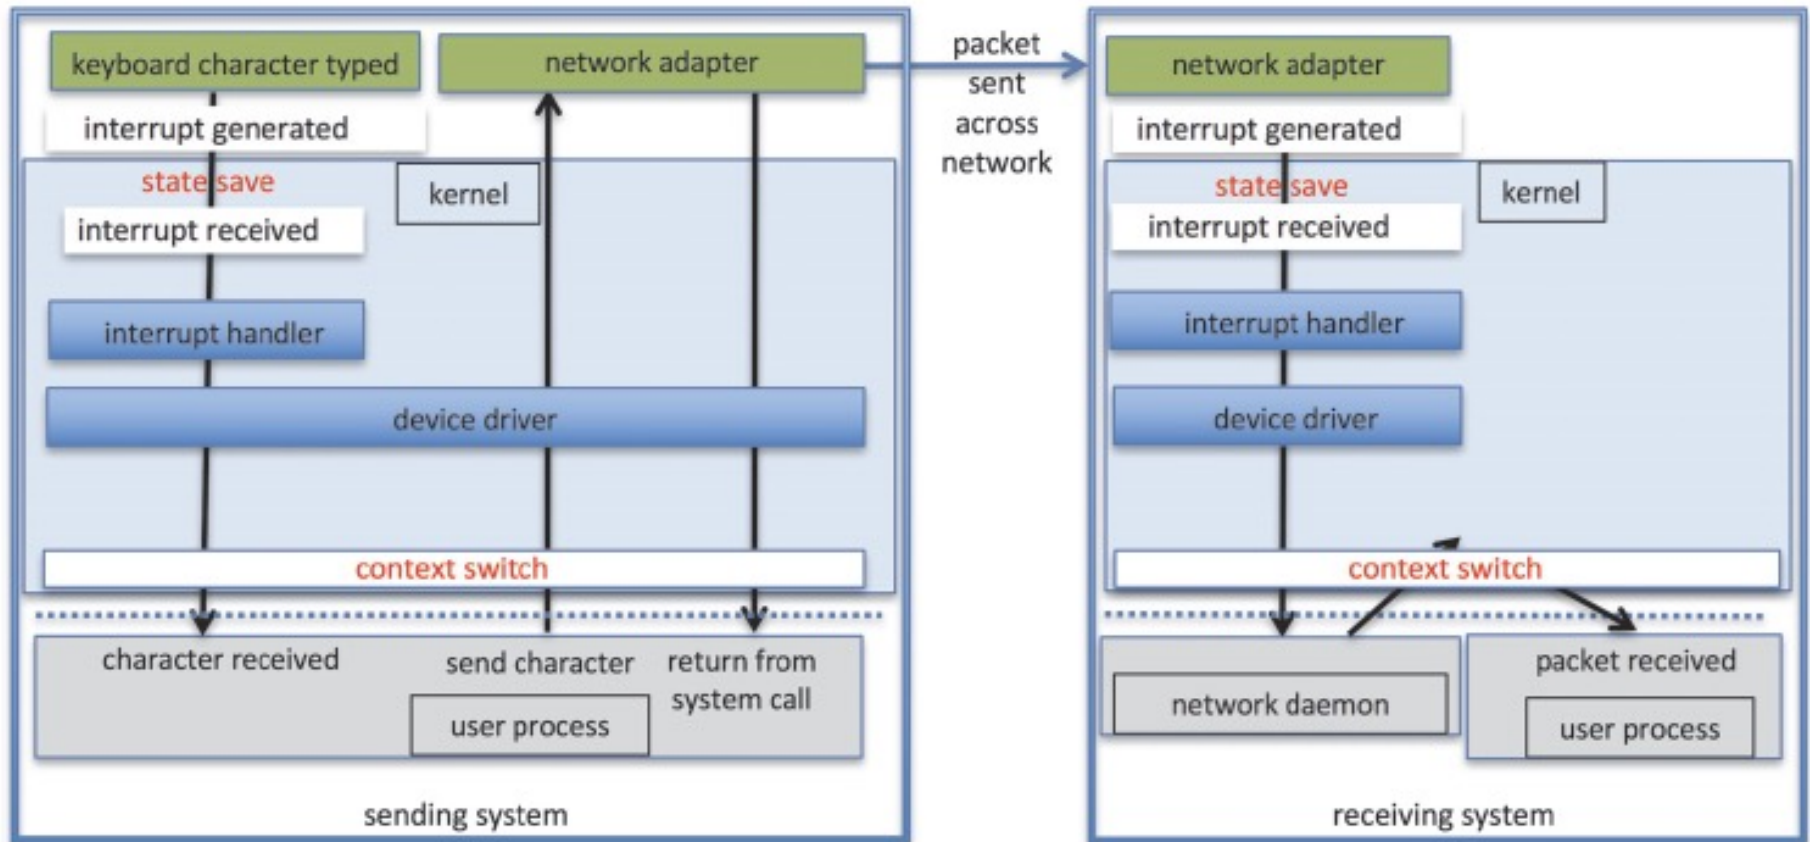 keyboard character typed
interrupt generated
state save
kernel
interrupt received
interrupt handler
network adapter
device driver
context switch
character received
send character
return from
system call
user process
sending system
packet
sent
across
network
network adapter
interrupt generated
state save
kernel
interrupt received
interrupt handler
device driver
context switch
network daemon
packet received
user process
receiving system